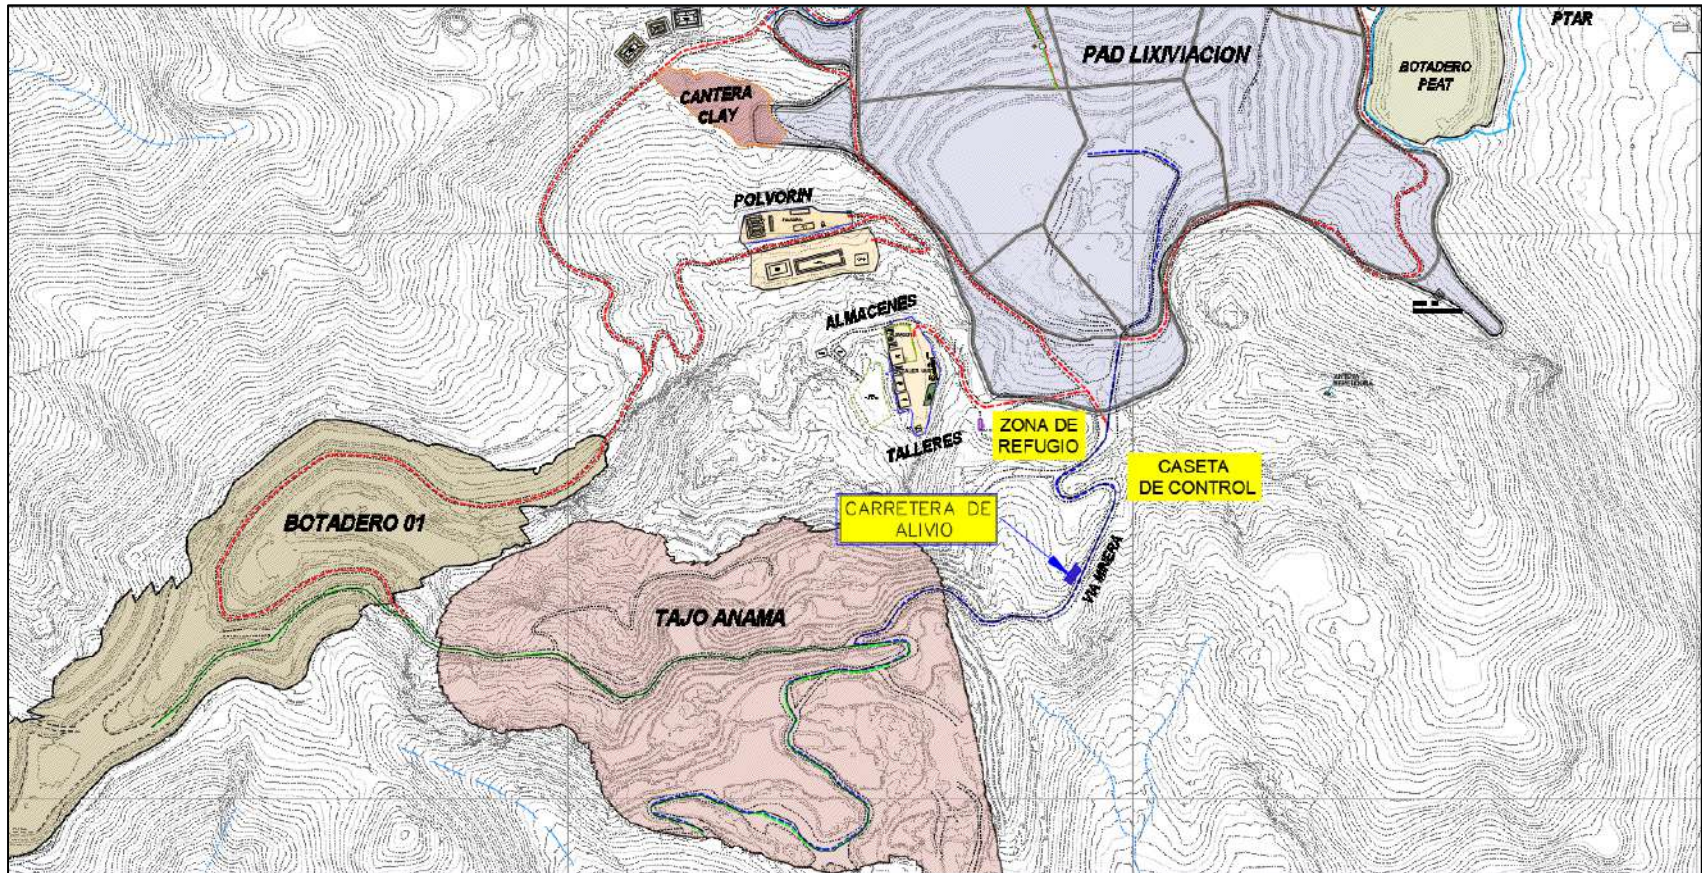 PTAR
PAD LIXIVIACION
BOTADERO
PEAT
CANTERA
CLAY
POLVORIN
ALMACENES
ZONA DE
REFUGIO
TALLERES
CASETA
DE CONTROL
CARRETERA DE
ALIVIO
BOTADERO 01
VIA MINERA
TAJO ANAMA